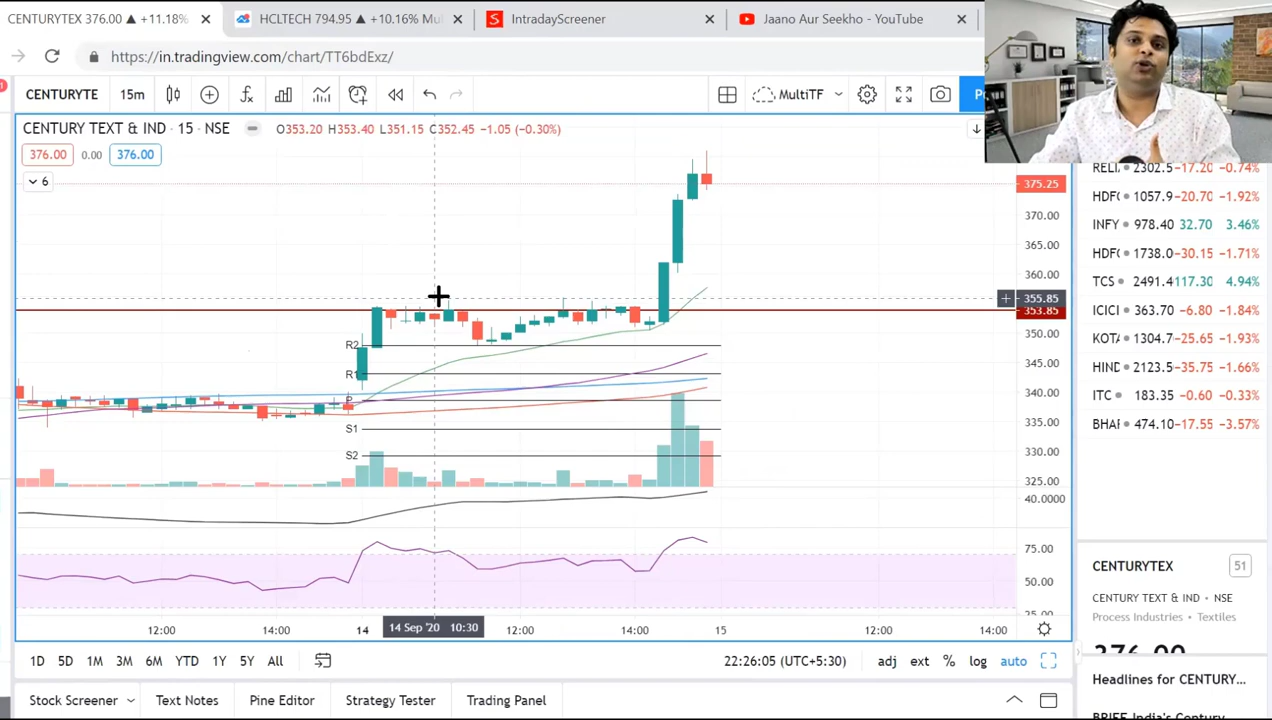 CENTURYTEX 376.00 ▲ +11.18%
HCLTECH 794.95 ▲ +10.16% Mul
IntradayScreener
Jaano Aur Seekho - YouTube
https://in.tradingview.com/chart/TT6bdExz/
CENTURYTE 15m MultiTF
CENTURY TEXT & IND · 15 · NSE O353.20 H353.40 L351.15 C352.45 −1.05 (−0.30%)
376.00 0.00 376.00
6
375.25
370.00
365.00
360.00
355.85
353.85
350.00
345.00
340.00
335.00
330.00
325.00
40.0000
75.00
50.00
25.00
R2
R1
P
S1
S2
12:00 14:00 14 14 Sep '20 10:30 12:00 14:00 15 12:00 14:00
1D 5D 1M 3M 6M YTD 1Y 5Y All 22:26:05 (UTC+5:30) adj ext % log auto
Stock Screener Text Notes Pine Editor Strategy Tester Trading Panel
RELI 2302.5 −17.20 −0.74%
HDFC 1057.9 −20.70 −1.92%
INFY 978.40 32.70 3.46%
HDFC 1738.0 −30.15 −1.71%
TCS 2491.4 117.30 4.94%
ICICI 363.70 −6.80 −1.84%
KOTA 1304.7 −25.65 −1.93%
HIND 2123.5 −35.75 −1.66%
ITC 183.35 −0.60 −0.33%
BHAR 474.10 −17.55 −3.57%
CENTURYTEX 51
CENTURY TEXT & IND • NSE
Process Industries • Textiles
376.00
Headlines for CENTURY...
BRIEF India's Century